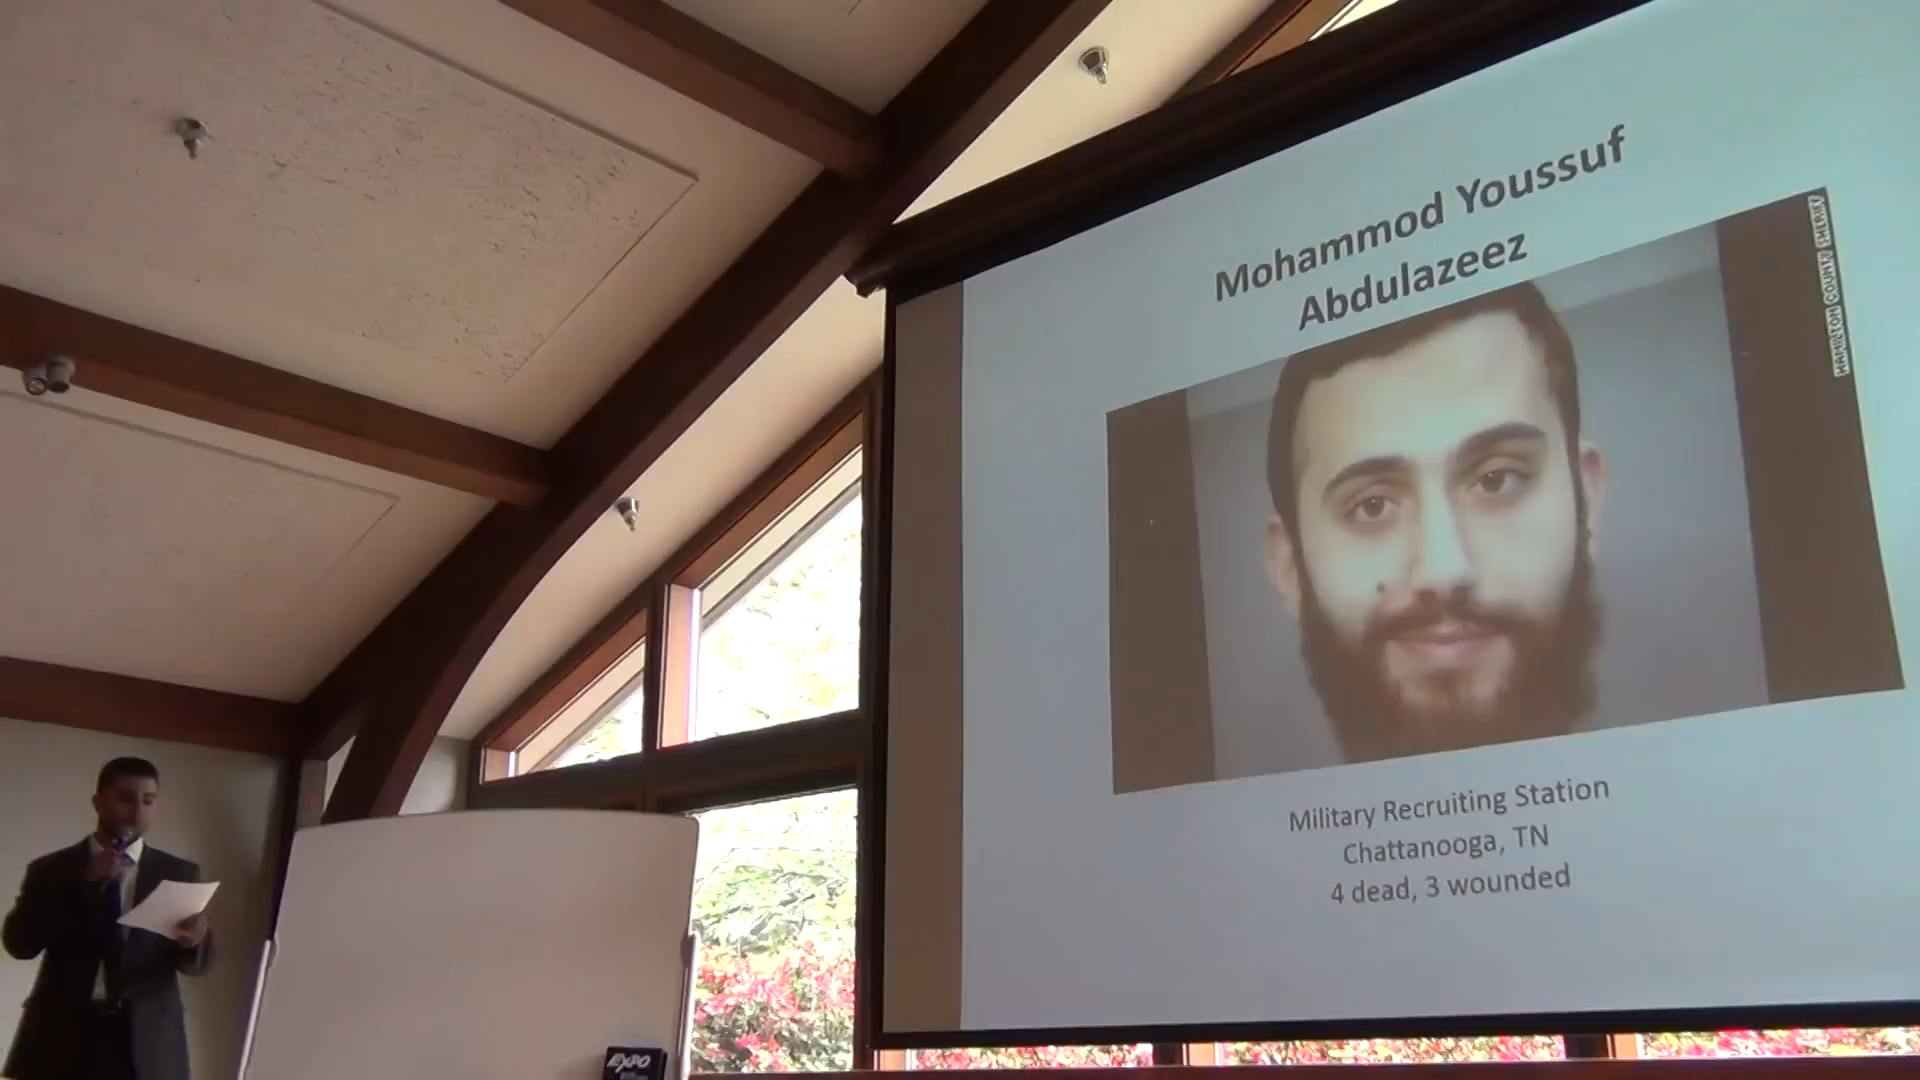 Mohammod Youssuf
Abdulazeez
HAMILTON COUNTY SHERIFF
Military Recruiting Station
Chattanooga, TN
4 dead, 3 wounded
EXPO